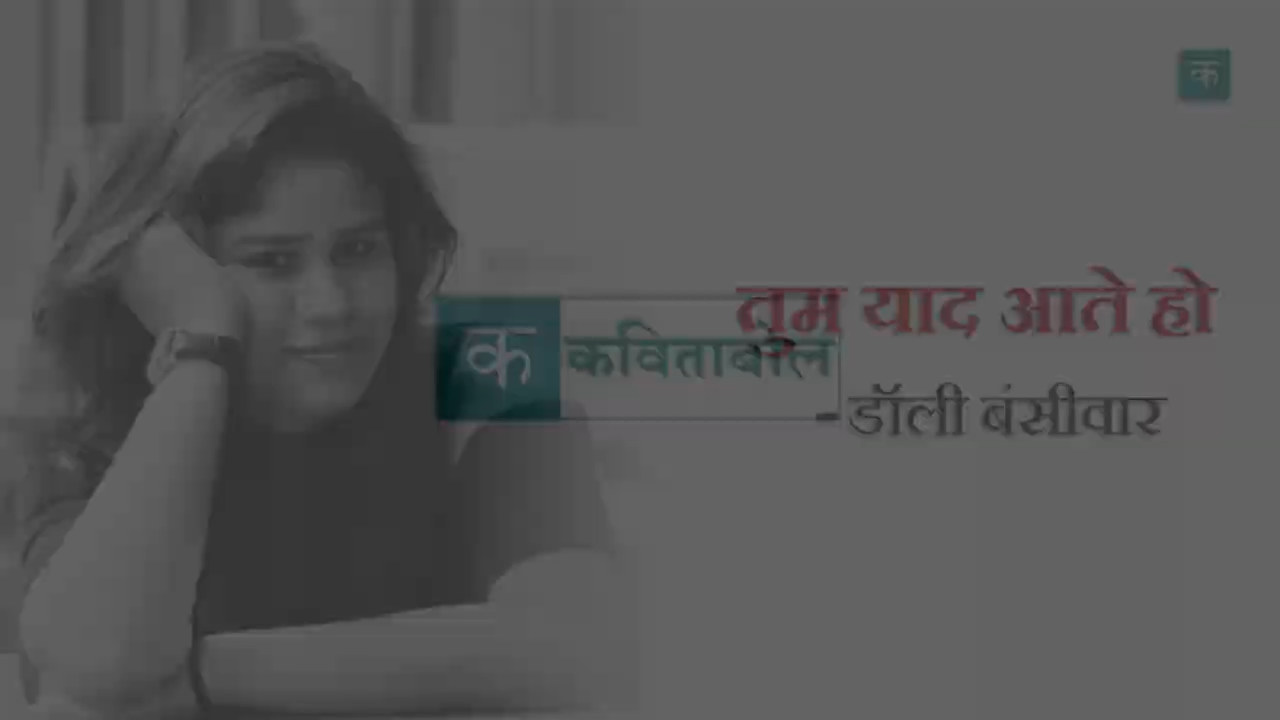 क
तुम याद आते हो
क कविताबोल
- डॉली बंसीवार